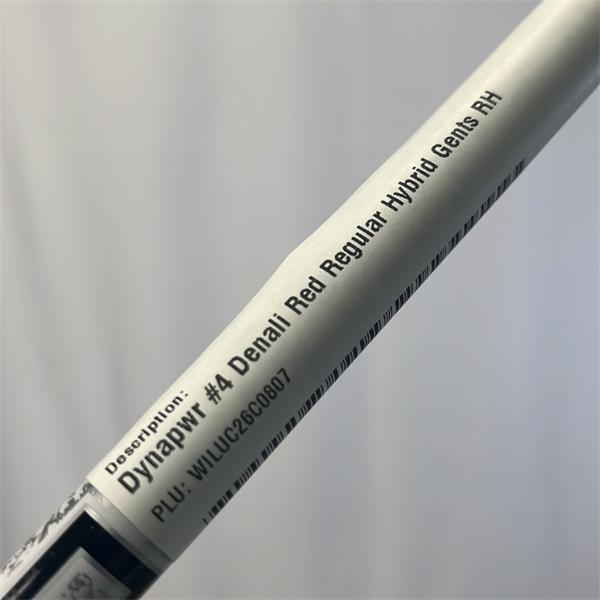 Description:
Dynapwr #4 Denali Red Regular Hybrid Gents RH
PLU: WILUC26C0807